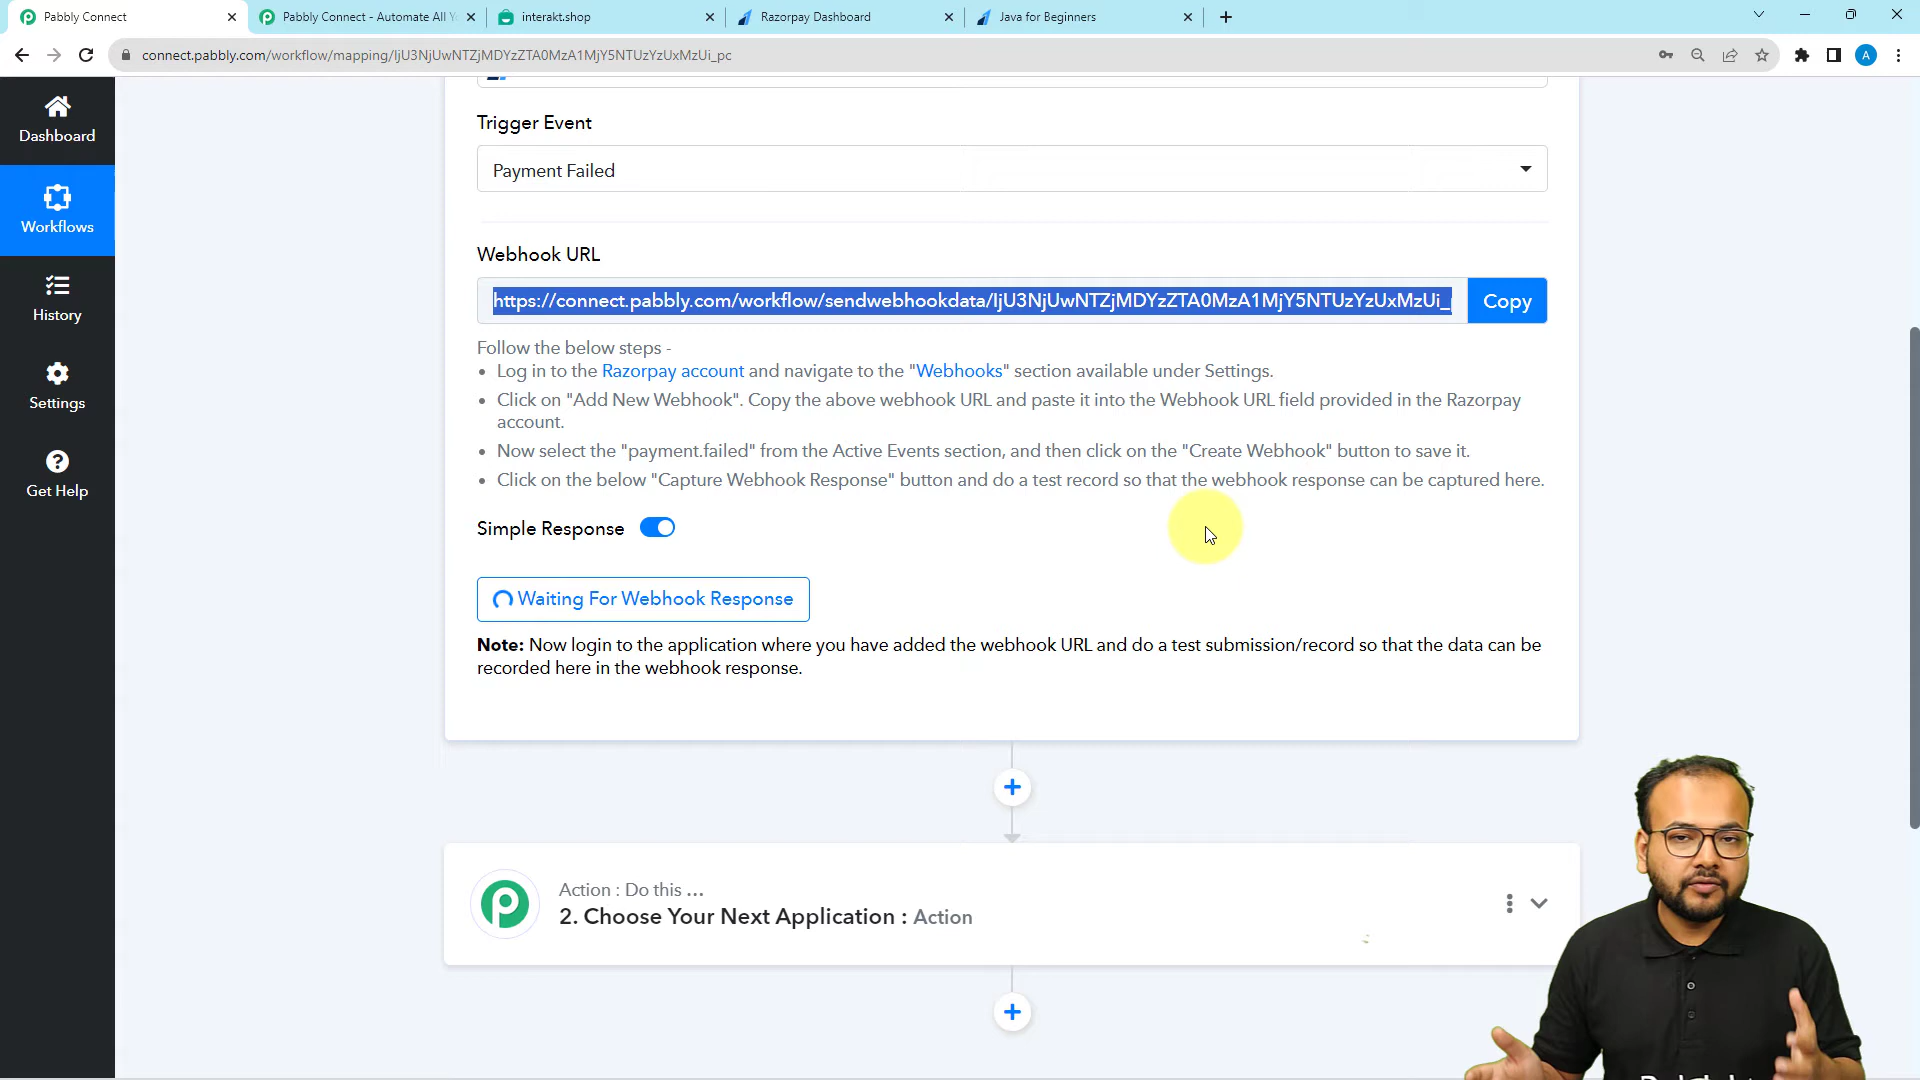 Pabbly Connect
Pabbly Connect - Automate All Y
interakt.shop
Razorpay Dashboard
Java for Beginners
connect.pabbly.com/workflow/mapping/IjU3NjUwNTZjMDYzZTA0MzA1MjY5NTUzYzUxMzUi_pc
A
Dashboard
Workflows
History
Settings
Get Help
Trigger Event
Payment Failed
Webhook URL
https://connect.pabbly.com/workflow/sendwebhookdata/IjU3NjUwNTZjMDYzZTA0MzA1MjY5NTUzYzUxMzUi_
Copy
Follow the below steps -
• Log in to the Razorpay account and navigate to the "Webhooks" section available under Settings.
• Click on "Add New Webhook". Copy the above webhook URL and paste it into the Webhook URL field provided in the Razorpay
account.
• Now select the "payment.failed" from the Active Events section, and then click on the "Create Webhook" button to save it.
• Click on the below "Capture Webhook Response" button and do a test record so that the webhook response can be captured here.
Simple Response
Waiting For Webhook Response
Note: Now login to the application where you have added the webhook URL and do a test submission/record so that the data can be
recorded here in the webhook response.
Action : Do this ...
2. Choose Your Next Application : Action